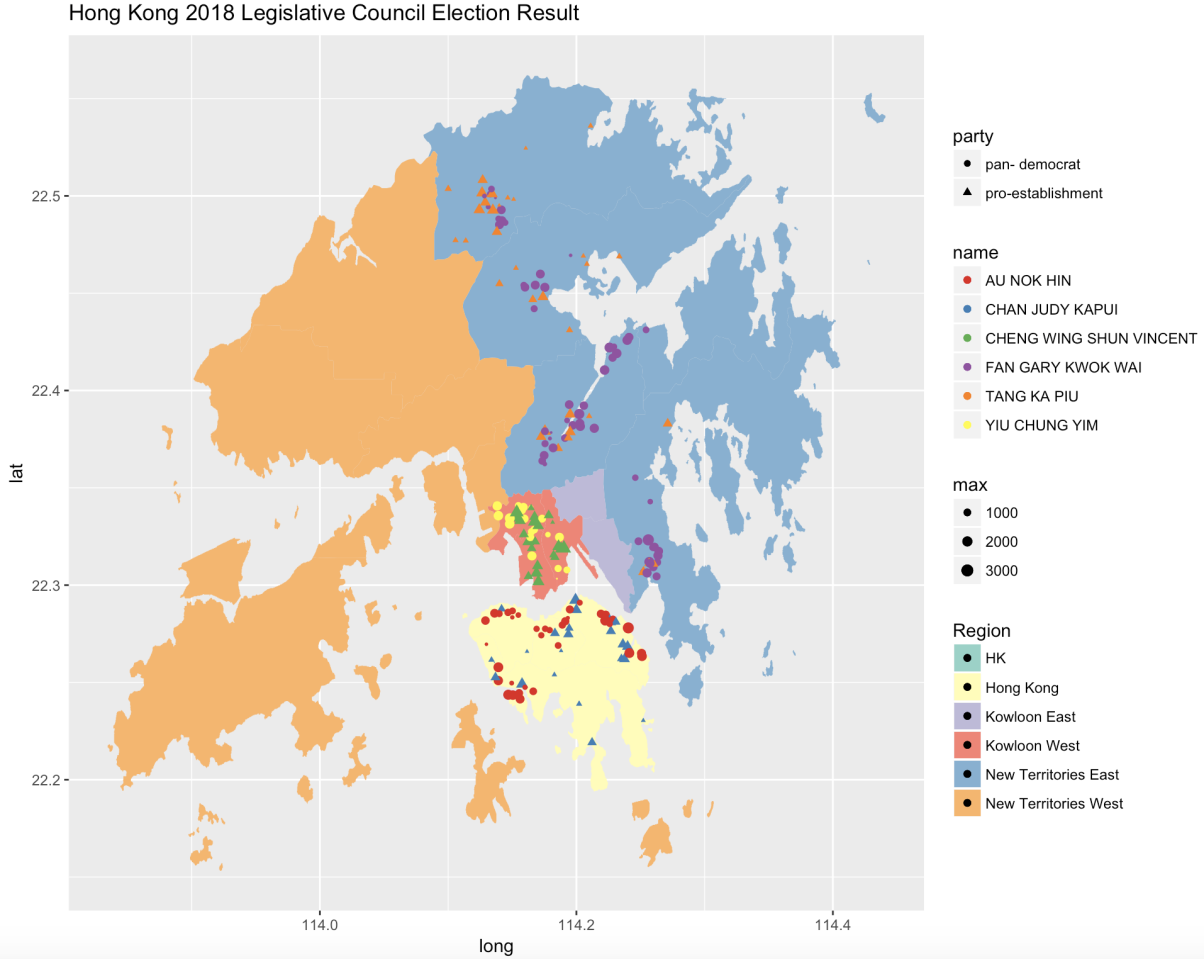 Hong Kong 2018 Legislative Council Election Result
lat
22.5
22.4
22.3
22.2
114.0
114.2
114.4
long
party
pan- democrat
pro-establishment
name
AU NOK HIN
CHAN JUDY KAPUI
CHENG WING SHUN VINCENT
FAN GARY KWOK WAI
TANG KA PIU
YIU CHUNG YIM
max
1000
2000
3000
Region
HK
Hong Kong
Kowloon East
Kowloon West
New Territories East
New Territories West